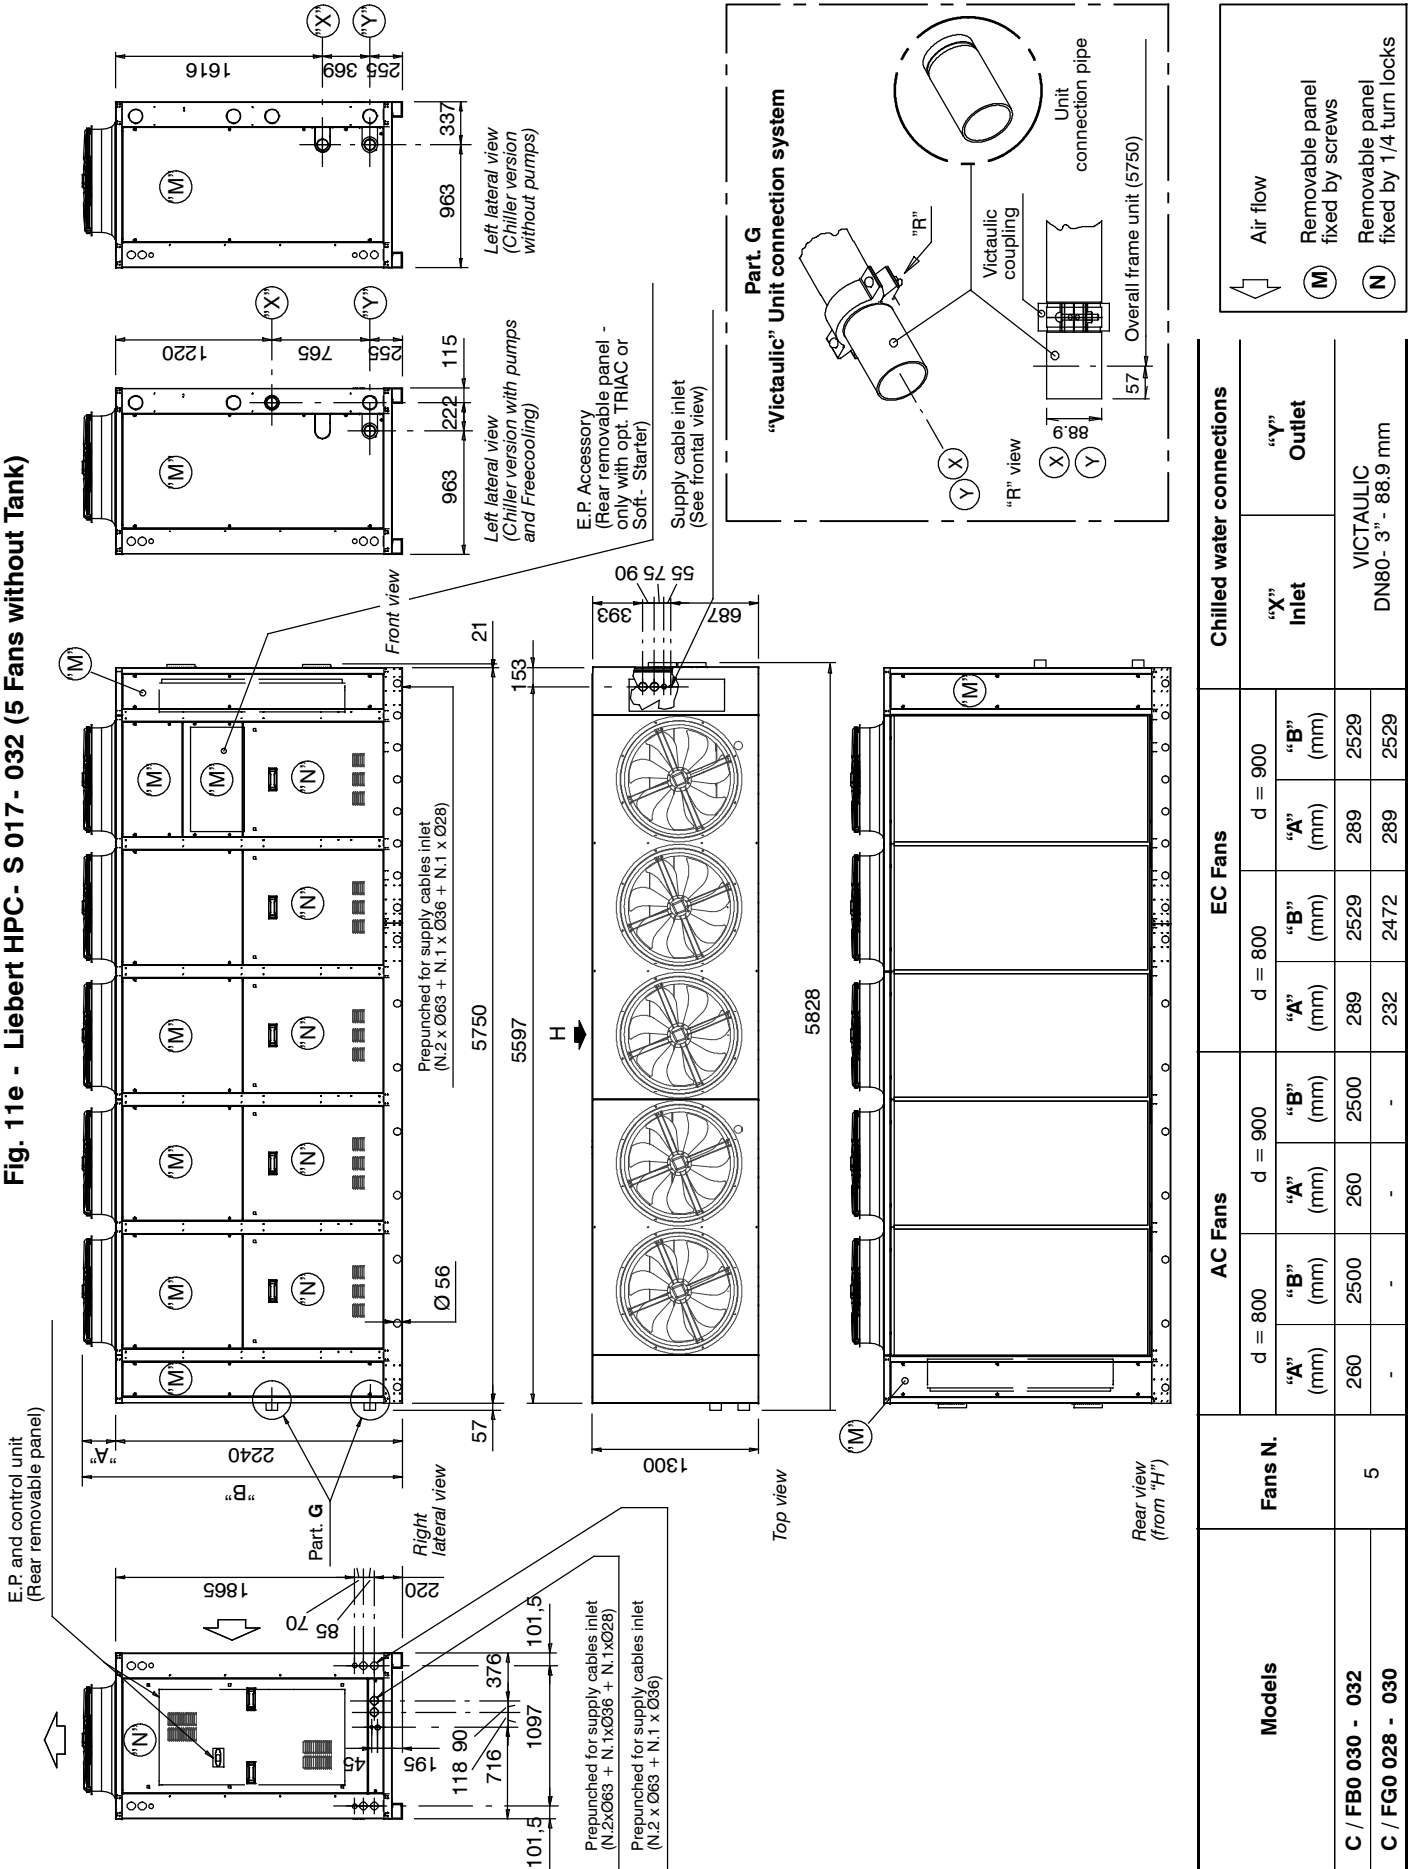 Fig. 11e - Liebert HPC- S 017 - 032 (5 Fans without Tank)
E.P. and control unit
(Rear removable panel)
"N"
1865
70
85
220
45
195
101,5
376
90
118
1097
716
101,5
Prepunched for supply cables inlet
(N.2xØ63 + N.1xØ36 + N.1xØ28)
Prepunched for supply cables inlet
(N.2 x Ø63 + N.1 x Ø36)
Right
lateral view
"A"
2240
"B"
Part. G
"M"
"M"
"M"
"M"
"M"
"M"
"M"
"N"
"N"
"N"
"N"
"N"
Ø 56
Prepunched for supply cables inlet
(N.2 x Ø63 + N.1 x Ø36 + N.1 x Ø28)
57
5750
21
Front view
5597
153
H
1300
393
55 75 90
687
5828
Top view
E.P. Accessory
(Rear removable panel -
only with opt. TRIAC or
Soft- Starter)
Supply cable inlet
(See frontal view)
"M"
"M"
Rear view
(from "H")
"M"
1220
765
255
"X"
"Y"
963
222
115
Left lateral view
(Chiller version with pumps
and Freecooling)
"M"
1616
369
255
"X"
"Y"
963
337
Left lateral view
(Chiller version
without pumps)
Part. G
“Victaulic” Unit connection system
"R"
X
Y
"R" view
X
Y
88.9
57
Overall frame unit (5750)
Victaulic
coupling
Unit
connection pipe
Air flow
M Removable panel
fixed by screws
N Removable panel
fixed by 1/4 turn locks
Models Fans N. AC Fans EC Fans Chilled water connections
d = 800 d = 900 d = 800 d = 900 “X” Inlet “Y” Outlet
“A” (mm) “B” (mm) “A” (mm) “B” (mm) “A” (mm) “B” (mm) “A” (mm) “B” (mm)
C / FB0 030 - 032 5 260 2500 260 2500 289 2529 289 2529 VICTAULIC
DN80- 3” - 88.9 mm
C / FG0 028 - 030 - - - - 232 2472 289 2529